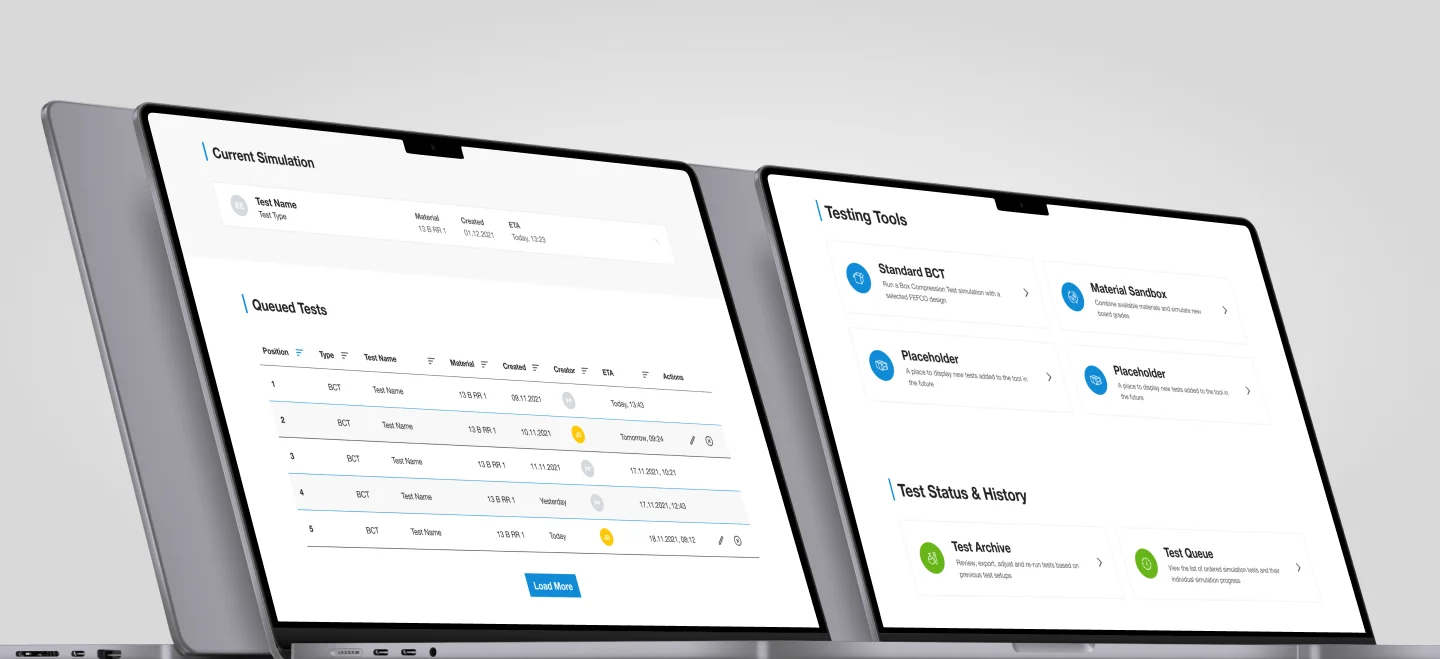 Current Simulation
Test Name
Test Type
Material
13 B RR 1
Created
01.12.2021
ETA
Today, 13:23
Queued Tests
Position Type Test Name Material Created Creator ETA Actions
1 BCT Test Name 13 B RR 1 09.11.2021 Today, 13:43
2 BCT Test Name 13 B RR 1 10.11.2021 JD Tomorrow, 09:24
3 BCT Test Name 13 B RR 1 11.11.2021 17.11.2021, 10:21
4 BCT Test Name 13 B RR 1 Yesterday 17.11.2021, 12:43
5 BCT Test Name 13 B RR 1 Today JD 18.11.2021, 08:12
Load More
Testing Tools
Standard BCT
Run a Box Compression Test simulation with a
selected FEFCO design
Material Sandbox
Combine available materials and simulate new
board grades
Placeholder
A place to display new tests added to the tool in
the future
Placeholder
A place to display new tests added to the tool in
the future
Test Status & History
Test Archive
Review, export, adjust and re-run tests based on
previous test setups
Test Queue
View the list of ordered simulation tests and their
individual simulation progress